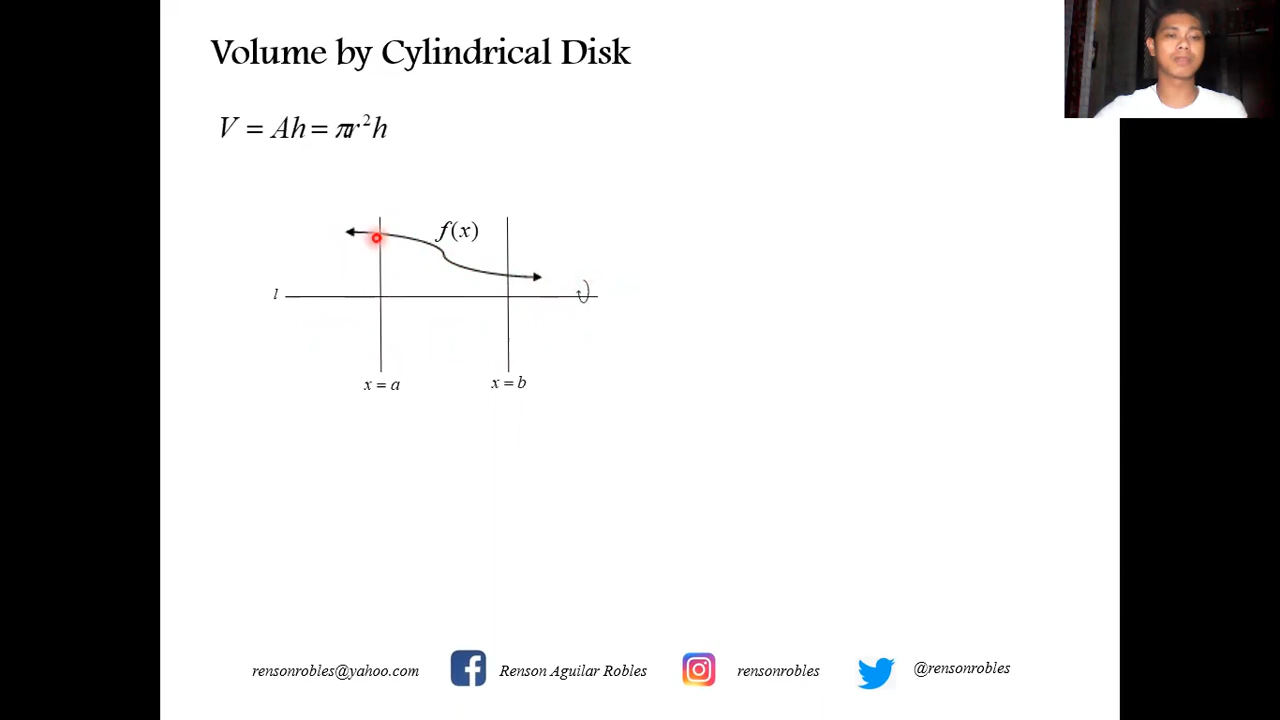 Volume by Cylindrical Disk
V = Ah = πr²h
f(x)
l
x = a
x = b
rensonrobles@yahoo.com
Renson Aguilar Robles
rensonrobles
@rensonrobles